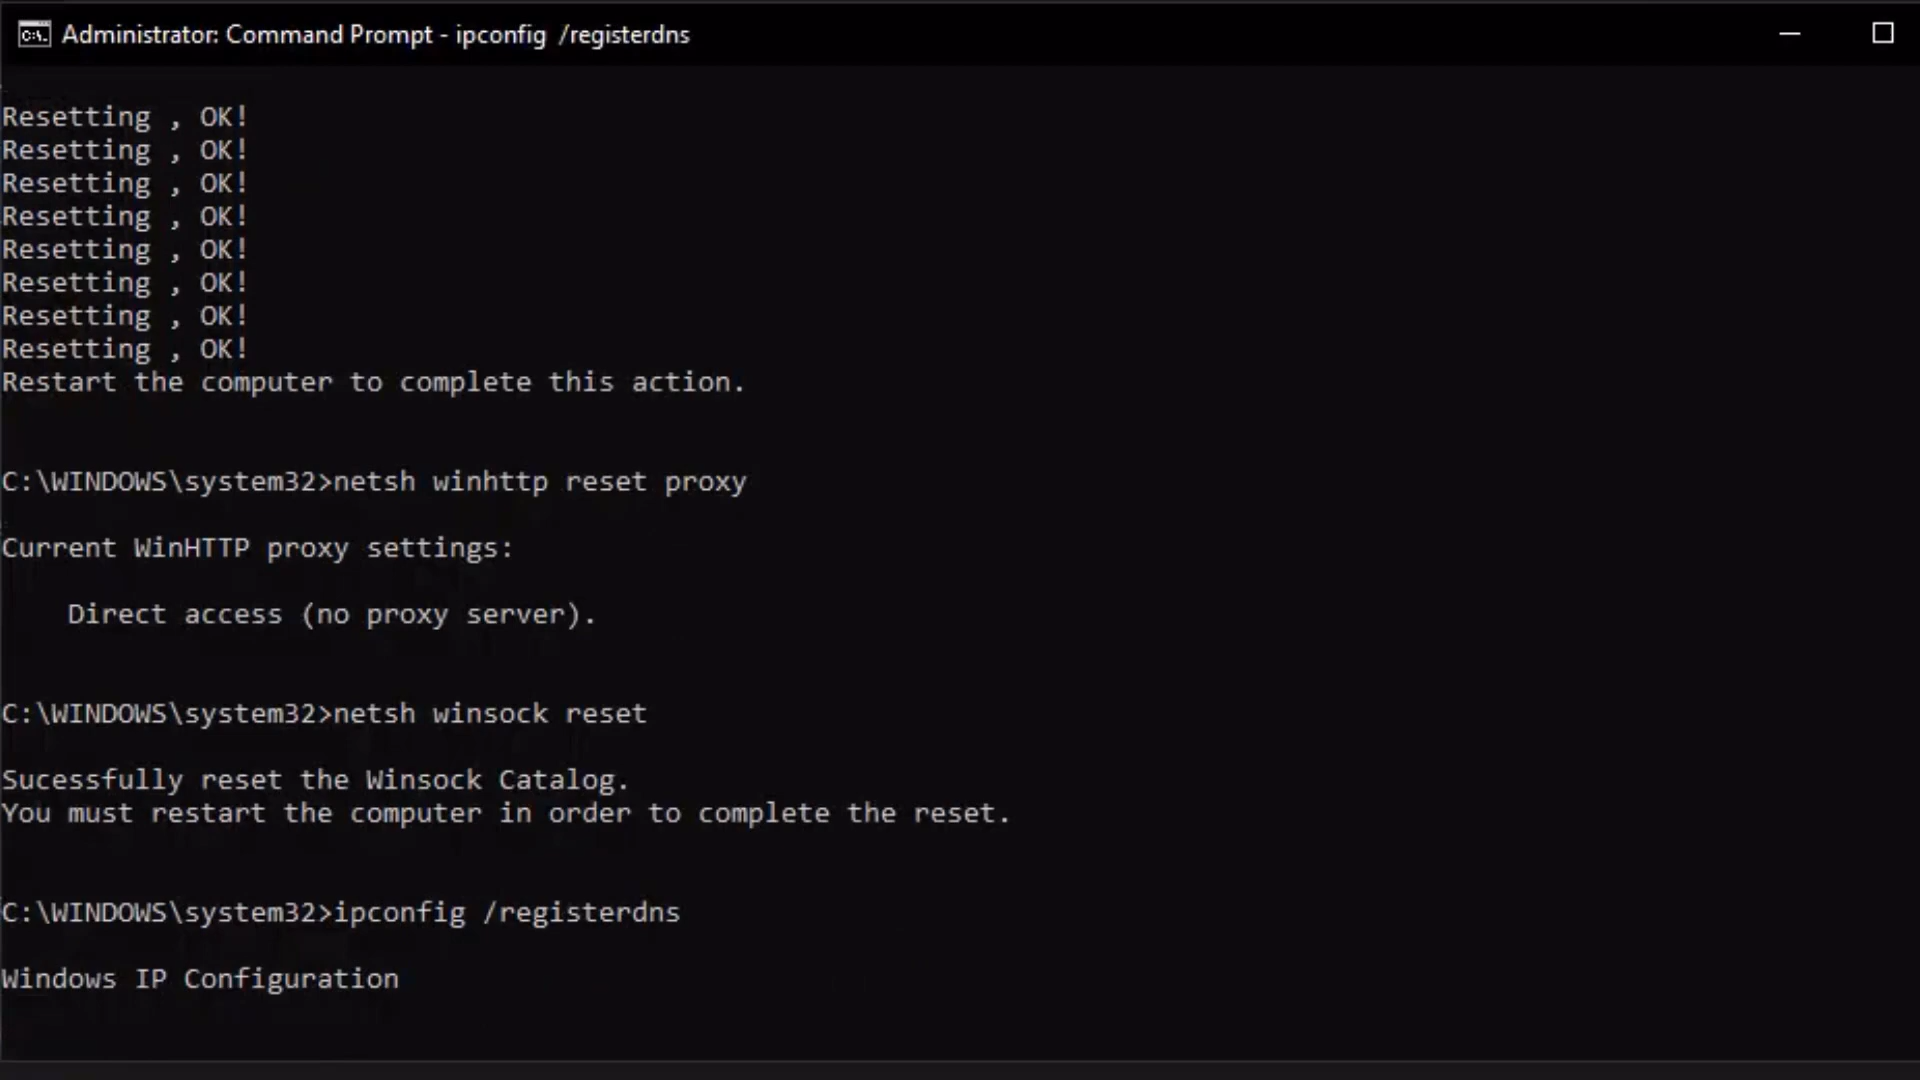 Administrator: Command Prompt - ipconfig  /registerdns
Resetting , OK!
Resetting , OK!
Resetting , OK!
Resetting , OK!
Resetting , OK!
Resetting , OK!
Resetting , OK!
Resetting , OK!
Restart the computer to complete this action.
C:\WINDOWS\system32>netsh winhttp reset proxy
Current WinHTTP proxy settings:
Direct access (no proxy server).
C:\WINDOWS\system32>netsh winsock reset
Sucessfully reset the Winsock Catalog.
You must restart the computer in order to complete the reset.
C:\WINDOWS\system32>ipconfig /registerdns
Windows IP Configuration